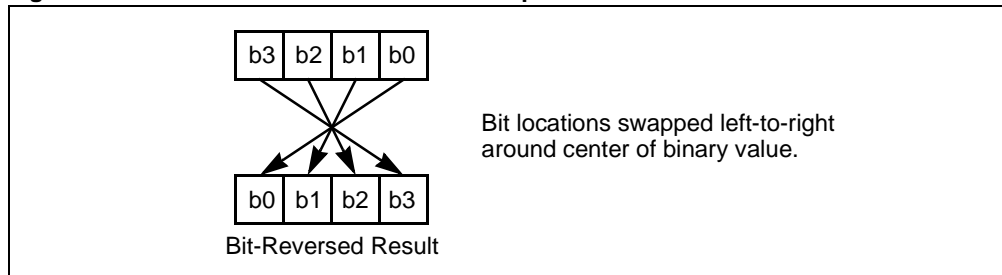 b3 b2 b1 b0
Bit locations swapped left-to-right
around center of binary value.
b0 b1 b2 b3
Bit-Reversed Result